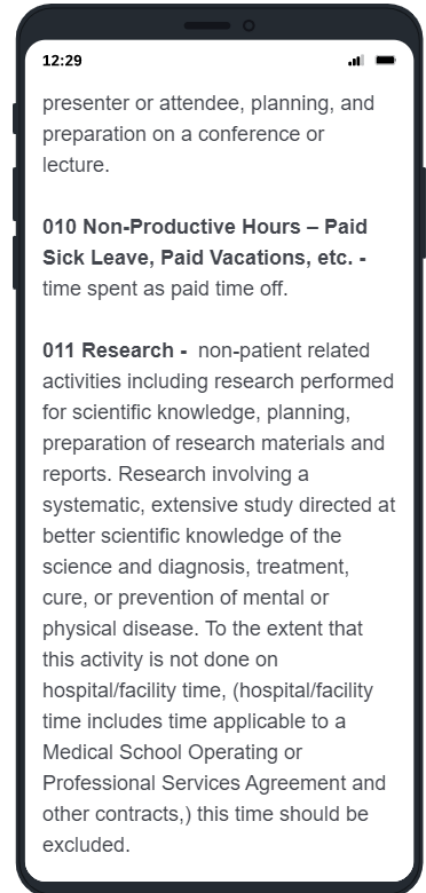 12:29
presenter or attendee, planning, and
preparation on a conference or
lecture.
010 Non-Productive Hours – Paid
Sick Leave, Paid Vacations, etc. -
time spent as paid time off.
011 Research -  non-patient related
activities including research performed
for scientific knowledge, planning,
preparation of research materials and
reports. Research involving a
systematic, extensive study directed at
better scientific knowledge of the
science and diagnosis, treatment,
cure, or prevention of mental or
physical disease. To the extent that
this activity is not done on
hospital/facility time, (hospital/facility
time includes time applicable to a
Medical School Operating or
Professional Services Agreement and
other contracts,) this time should be
excluded.